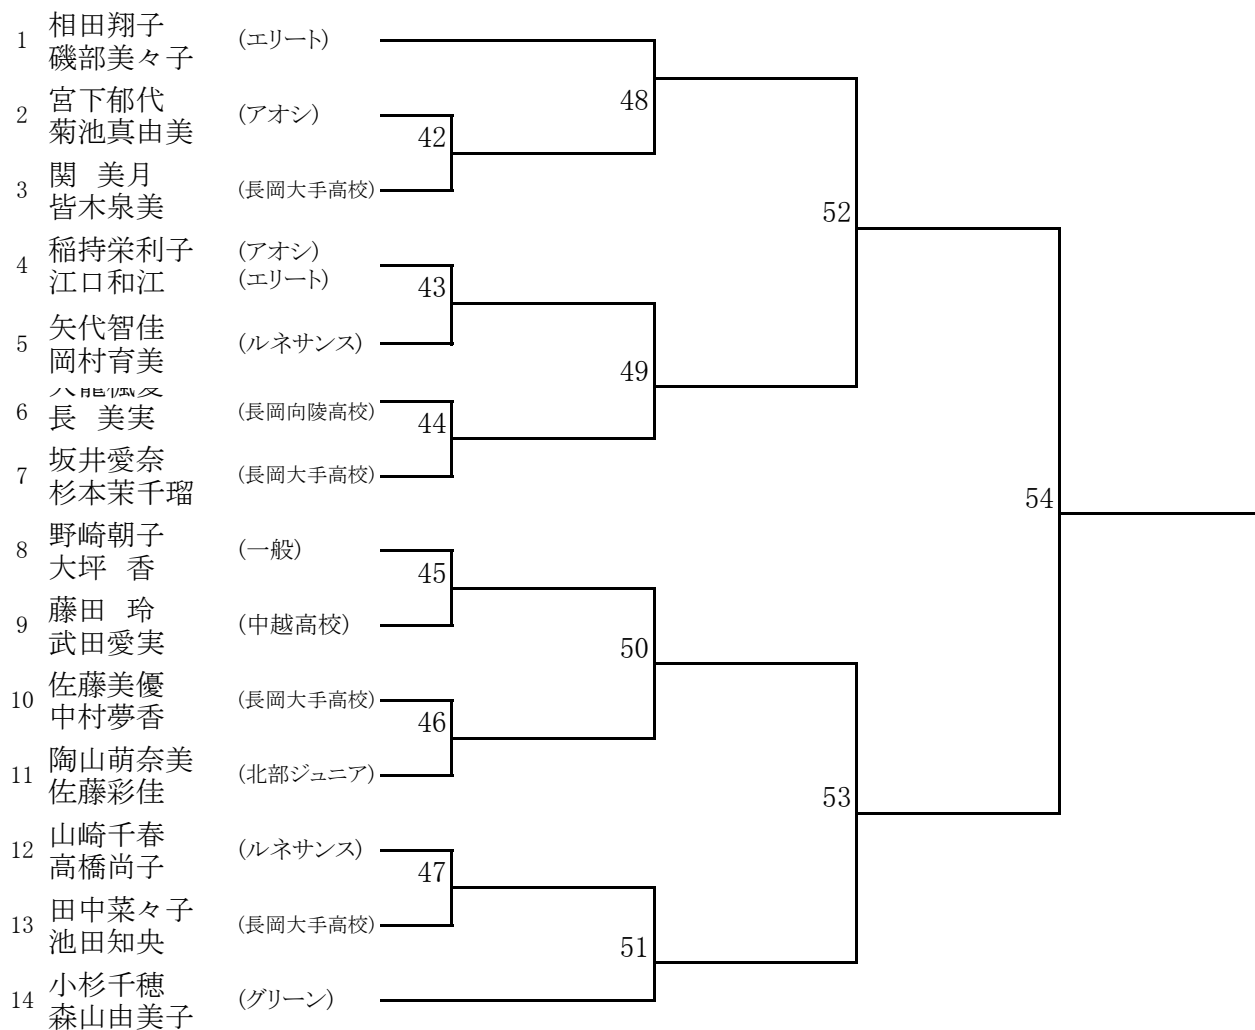 1 相田翔子 (エリート)
磯部美々子
48
2 宮下郁代 (アオシ)
菊池真由美
42
3 関 美月 (長岡大手高校)
皆木泉美
52
4 稲持栄利子 (アオシ)
江口和江 (エリート)
43
5 矢代智佳 (ルネサンス)
岡村育美
49
6 長 美実 (長岡向陵高校)
44
7 坂井愛奈 (長岡大手高校)
杉本茉千瑠
54
8 野崎朝子 (一般)
大坪 香
45
9 藤田 玲 (中越高校)
武田愛実
50
10 佐藤美優 (長岡大手高校)
中村夢香
46
11 陶山萌奈美 (北部ジュニア)
佐藤彩佳
53
12 山崎千春 (ルネサンス)
高橋尚子
47
13 田中菜々子 (長岡大手高校)
池田知央
51
14 小杉千穂 (グリーン)
森山由美子